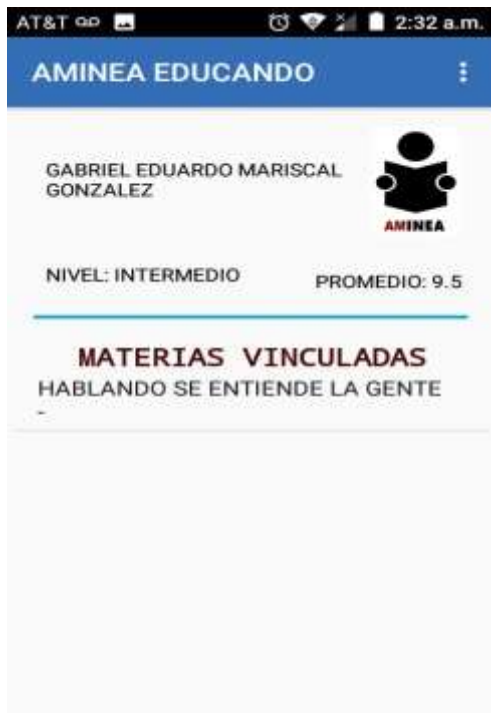 AT&T 2:32 a.m.
AMINEA EDUCANDO
GABRIEL EDUARDO MARISCAL
GONZALEZ
AMINEA
NIVEL: INTERMEDIO PROMEDIO: 9.5
MATERIAS VINCULADAS
HABLANDO SE ENTIENDE LA GENTE
-